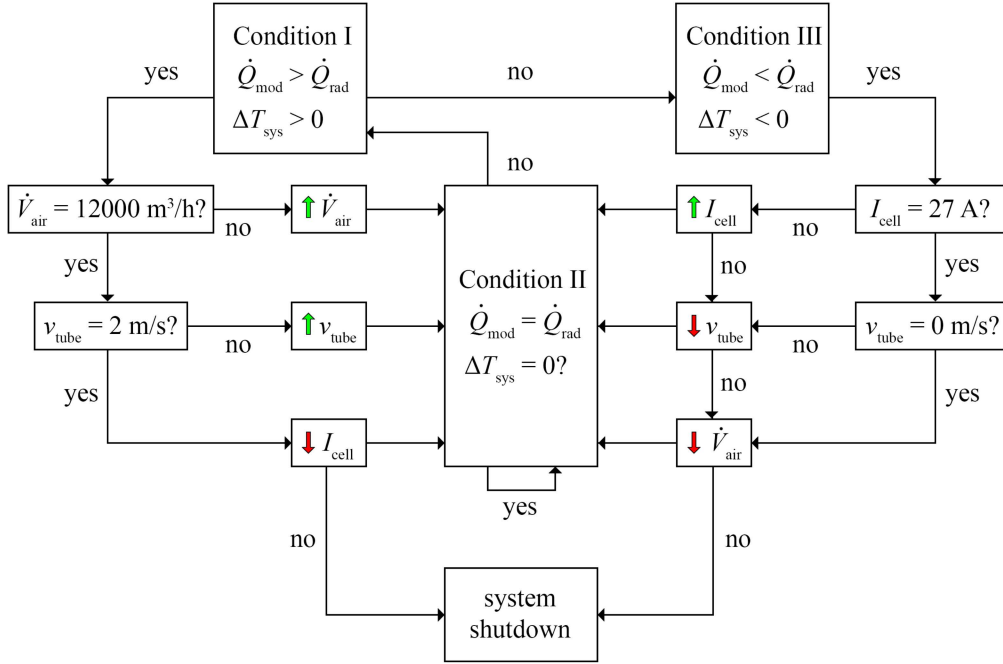 Condition I
Q̇mod > Q̇rad
ΔTsys > 0
Condition III
Q̇mod < Q̇rad
ΔTsys < 0
yes
no
yes
no
V̇air = 12000 m³/h?
no
↑ V̇air
↑ Icell
no
Icell = 27 A?
yes
no
yes
Condition II
Q̇mod = Q̇rad
ΔTsys = 0?
vtube = 2 m/s?
no
↑ vtube
↓ vtube
no
vtube = 0 m/s?
yes
no
yes
↓ Icell
↓ V̇air
yes
no
no
system
shutdown